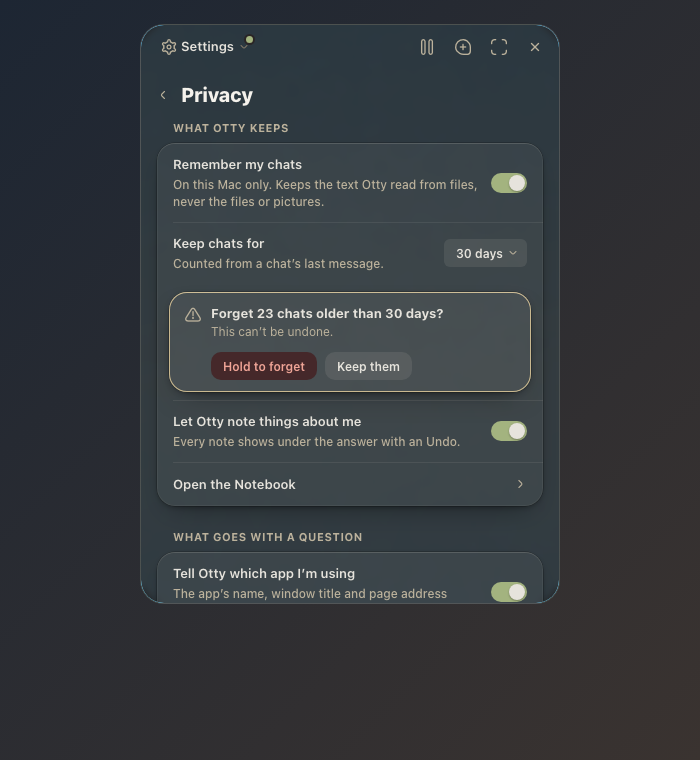 Settings
Privacy
WHAT OTTY KEEPS
Remember my chats
On this Mac only. Keeps the text Otty read from files,
never the files or pictures.
Keep chats for
30 days
Counted from a chat’s last message.
Forget 23 chats older than 30 days?
This can’t be undone.
Hold to forget
Keep them
Let Otty note things about me
Every note shows under the answer with an Undo.
Open the Notebook
WHAT GOES WITH A QUESTION
Tell Otty which app I’m using
The app’s name, window title and page address